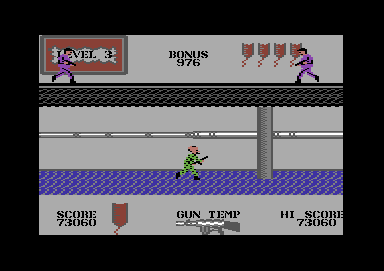 LEVEL 3
BONUS
976
SCORE
73060
GUN TEMP
HI SCORE
73060